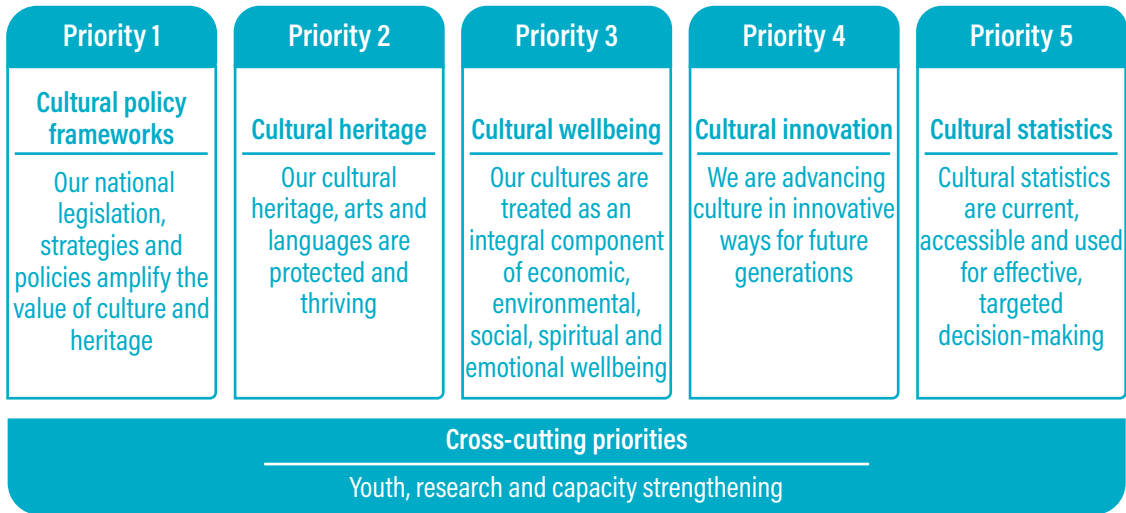 Priority 1
Cultural policy
frameworks
Our national
legislation,
strategies and
policies amplify the
value of culture and
heritage
Priority 2
Cultural heritage
Our cultural
heritage, arts and
languages are
protected and
thriving
Priority 3
Cultural wellbeing
Our cultures are
treated as an
integral component
of economic,
environmental,
social, spiritual and
emotional wellbeing
Priority 4
Cultural innovation
We are advancing
culture in innovative
ways for future
generations
Priority 5
Cultural statistics
Cultural statistics
are current,
accessible and used
for effective,
targeted
decision-making
Cross-cutting priorities
Youth, research and capacity strengthening